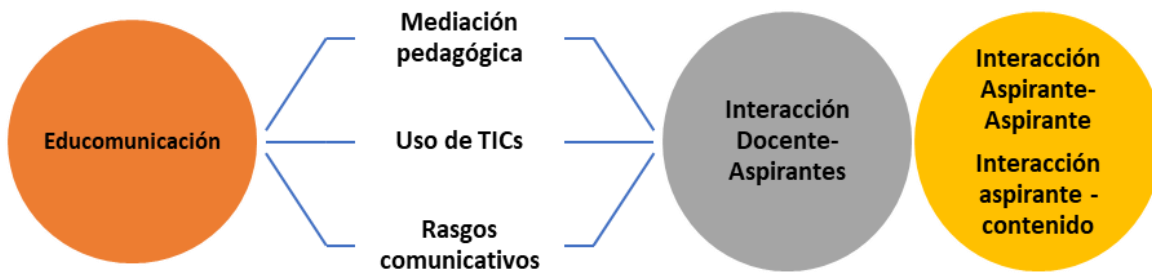 Educomunicación
Mediación
pedagógica
Uso de TICs
Rasgos
comunicativos
Interacción
Docente-
Aspirantes
Interacción
Aspirante-
Aspirante
Interacción
aspirante -
contenido